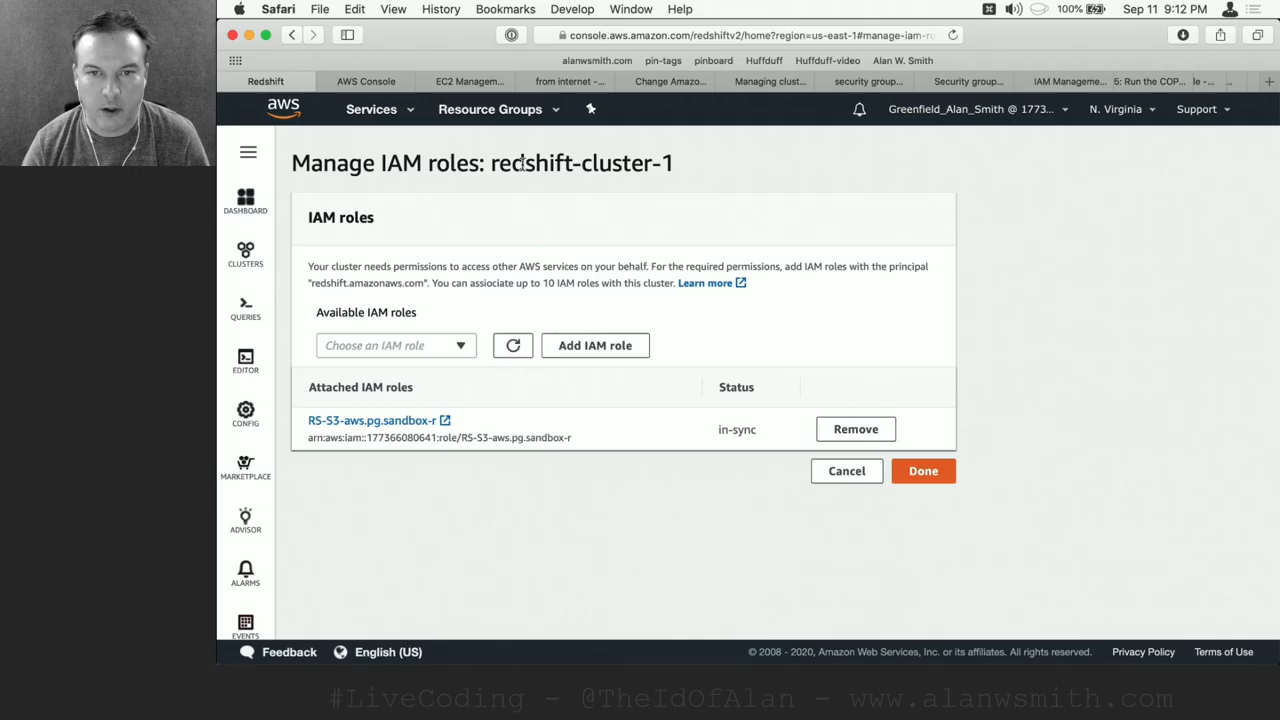 Safari File Edit View History Bookmarks Develop Window Help 100% Sep 11 9:12 PM
console.aws.amazon.com/redshiftv2/home?region=us-east-1#manage-iam-ro
alanwsmith.com pin-tags pinboard Huffduff Huffduff-video Alan W. Smith
Redshift AWS Console EC2 Managem... from internet -... Change Amazo... Managing clust... security group... Security group... IAM Manageme... 5: Run the COP...
aws Services Resource Groups Greenfield_Alan_Smith @ 1773... N. Virginia Support
Manage IAM roles: redshift-cluster-1
DASHBOARD
CLUSTERS
QUERIES
EDITOR
CONFIG
MARKETPLACE
ADVISOR
ALARMS
EVENTS
IAM roles
Your cluster needs permissions to access other AWS services on your behalf. For the required permissions, add IAM roles with the principal
"redshift.amazonaws.com". You can assiociate up to 10 IAM roles with this cluster. Learn more
Available IAM roles
Choose an IAM role Add IAM role
Attached IAM roles Status
RS-S3-aws.pg.sandbox-r
arn:aws:iam::177366080641:role/RS-S3-aws.pg.sandbox-r
in-sync Remove
Cancel Done
Feedback English (US) © 2008 - 2020, Amazon Web Services, Inc. or its affiliates. All rights reserved. Privacy Policy Terms of Use
#LiveCoding - @TheIdOfAlan - www.alanwsmith.com